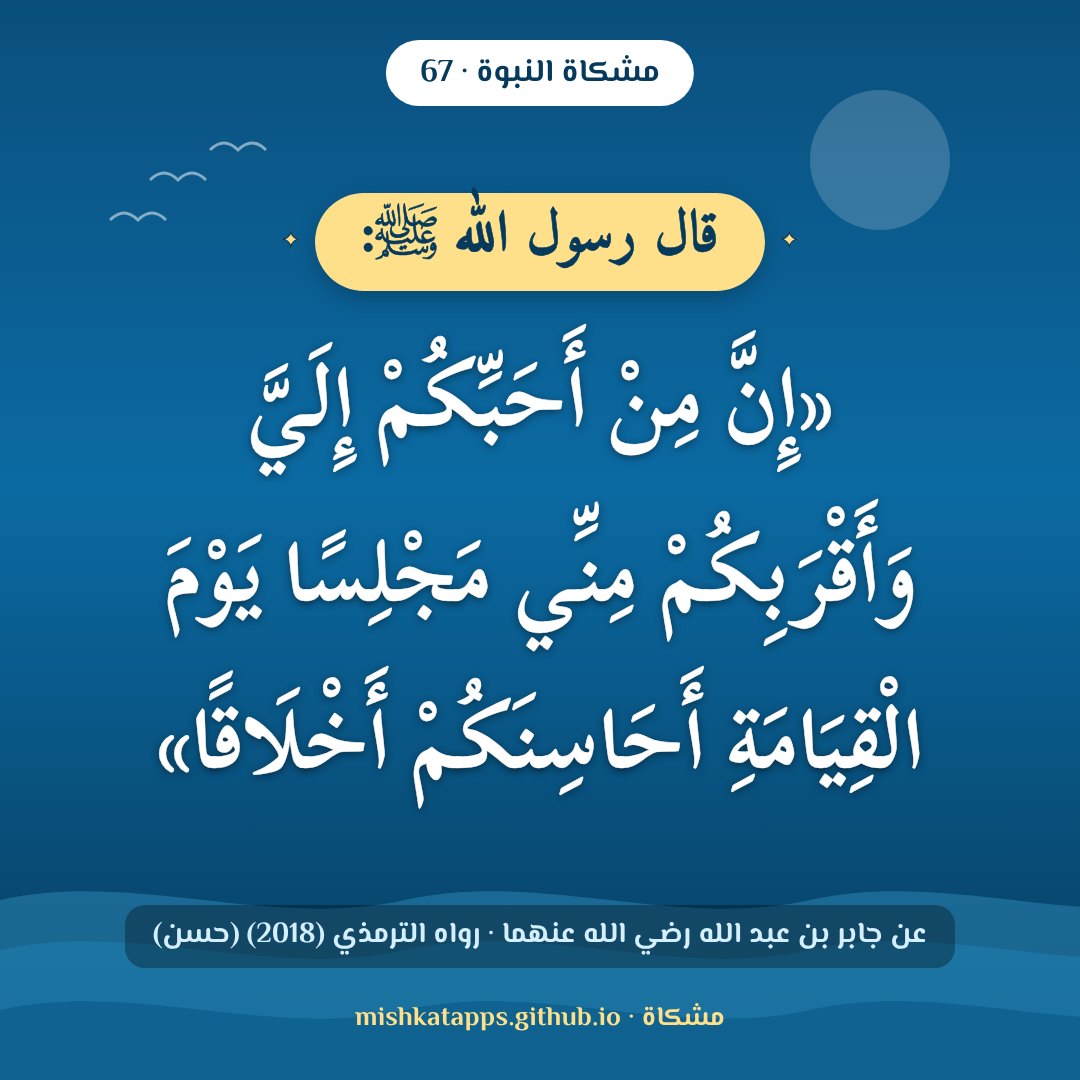 مشكاة النبوة · 67
قال رسول الله ﷺ:
«إِنَّ مِنْ أَحَبِّكُمْ إِلَيَّ
وَأَقْرَبِكُمْ مِنِّي مَجْلِسًا يَوْمَ
الْقِيَامَةِ أَحَاسِنَكُمْ أَخْلَاقًا»
عن جابر بن عبد الله رضي الله عنهما · رواه الترمذي (2018) (حسن)
مشكاة · mishkatapps.github.io